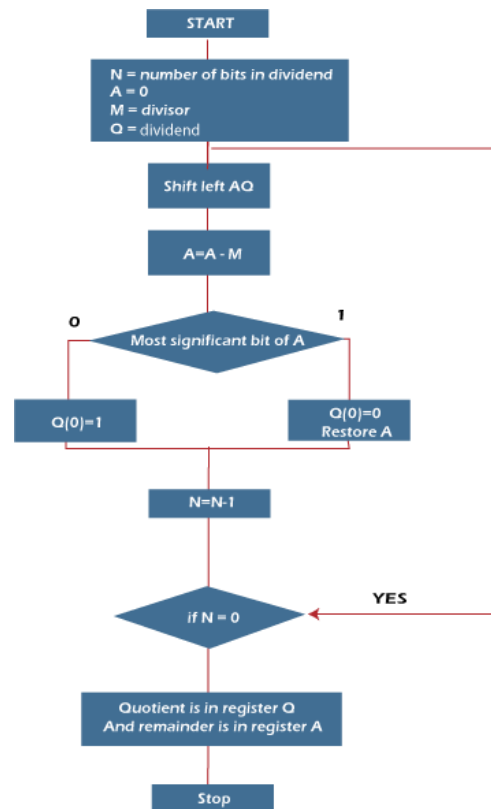 START
N = number of bits in dividend
A = 0
M = divisor
Q = dividend
Shift left AQ
A=A - M
0
1
Most significant bit of A
Q(0)=1
Q(0)=0
Restore A
N=N-1
YES
if N = 0
Quotient is in register Q
And remainder is in register A
Stop